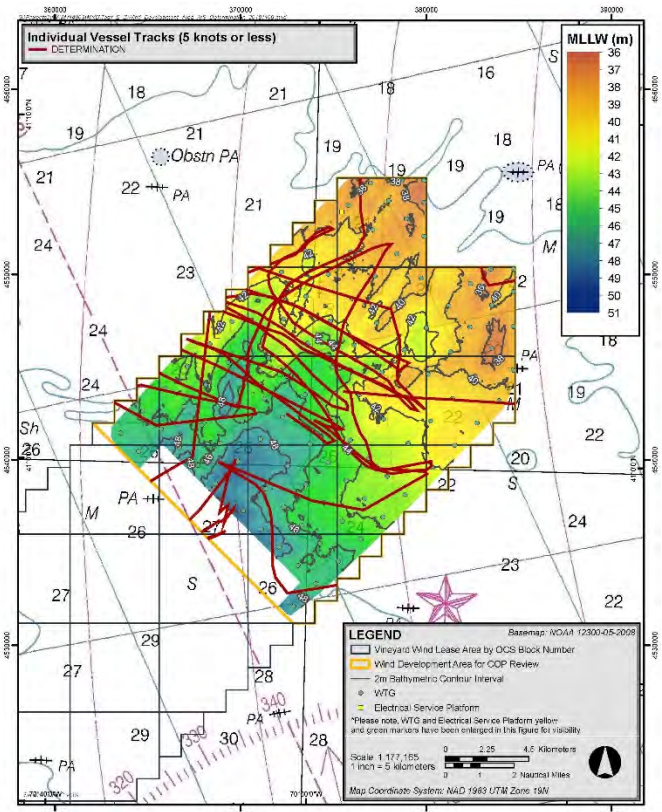 360000 370000 380000 390000
Individual Vessel Tracks (5 knots or less)
DETERMINATION
MLLW (m)
36
37
38
39
40
41
42
43
44
45
46
47
48
49
50
51
S
16
18
18
21
19
21
18
Obstn PA
19
19
19
PA
21
22 PA
21
19
18
24
M
23
2
24
18
24
PA
19
M
22
22
Sh
26
20
22
S
M
PA
26
27
24
24
S
26
23
27
22
29
27
28
340
29
330
30
PA
28
PA
320
LEGEND
Basemap: NOAA 12300-05-2008
Vineyard Wind Lease Area by OCS Block Number
Wind Development Area for COP Review
2m Bathymetric Contour Interval
WTG
Electrical Service Platform
*Please note, WTG and Electrical Service Platform yellow
and green markers have been enlarged in this figure for visibility
Scale 1:177,165
1 inch = 5 kilometers
0 2.25 4.5 Kilometers
0 1 2 Nautical Miles
Map Coordinate System: NAD 1983 UTM Zone 19N